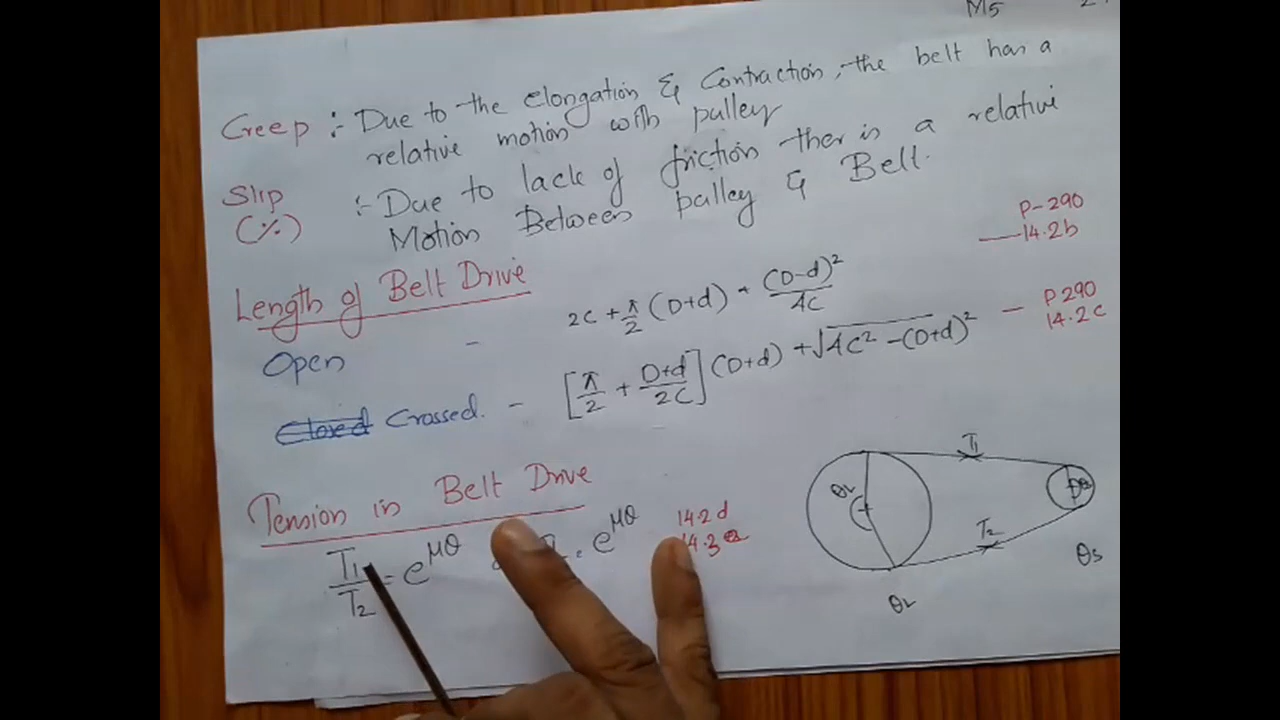 M5
Creep :- Due to the elongation & Contraction, the belt has a
relative motion with pulley
Slip :- Due to lack of friction ther is a relative
(%) Motion Between pulley & Bell.
P-290
14.2b
Length of Belt Drive
Open - 2C + π/2 (D+d) + (D-d)²/4C
P290
14.2c
Closed Crossed. - [π/2 + D+d/2C] (D+d) + √4C² - (D+d)²
Tension in Belt Drive
T1/T2 = e^μθ
e^μθ
14.2d
14.3
T1
T2
θL
θs
θL